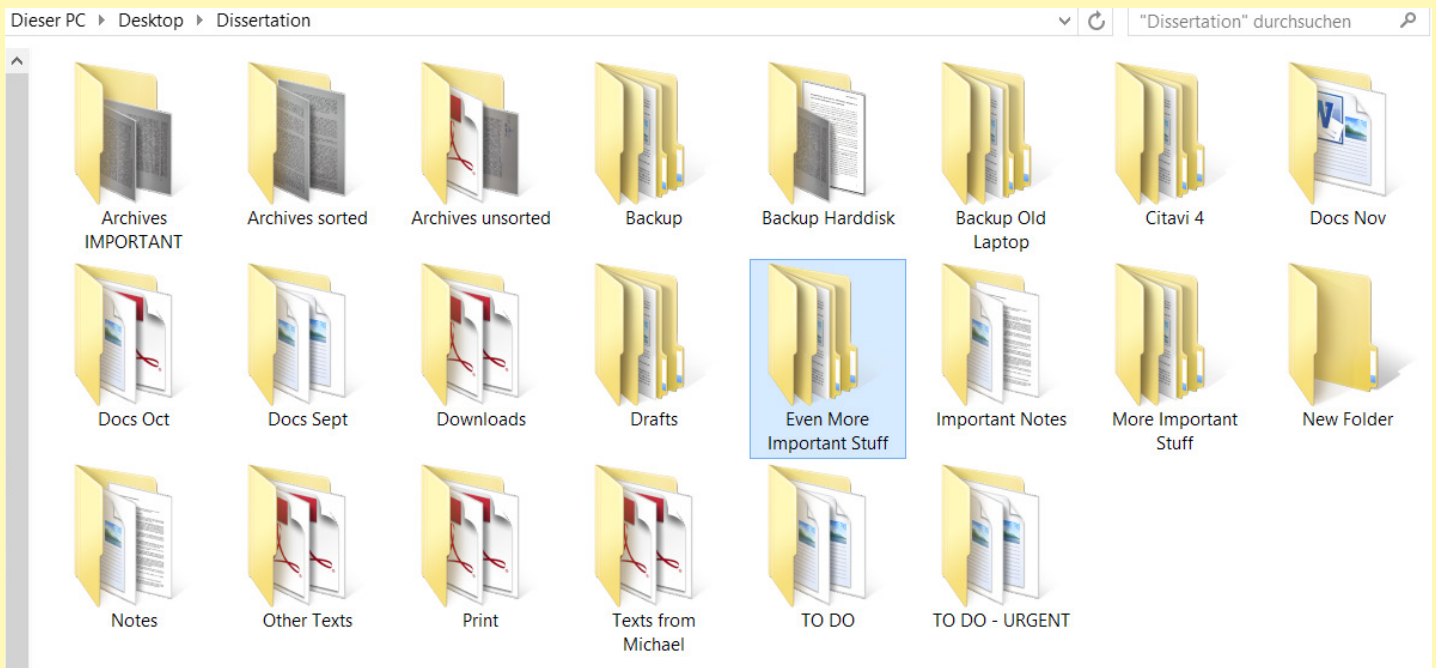 Dieser PC Desktop Dissertation "Dissertation" durchsuchen
Archives IMPORTANT
Archives sorted
Archives unsorted
Backup
Backup Harddisk
Backup Old Laptop
Citavi 4
Docs Nov
Docs Oct
Docs Sept
Downloads
Drafts
Even More Important Stuff
Important Notes
More Important Stuff
New Folder
Notes
Other Texts
Print
Texts from Michael
TO DO
TO DO - URGENT